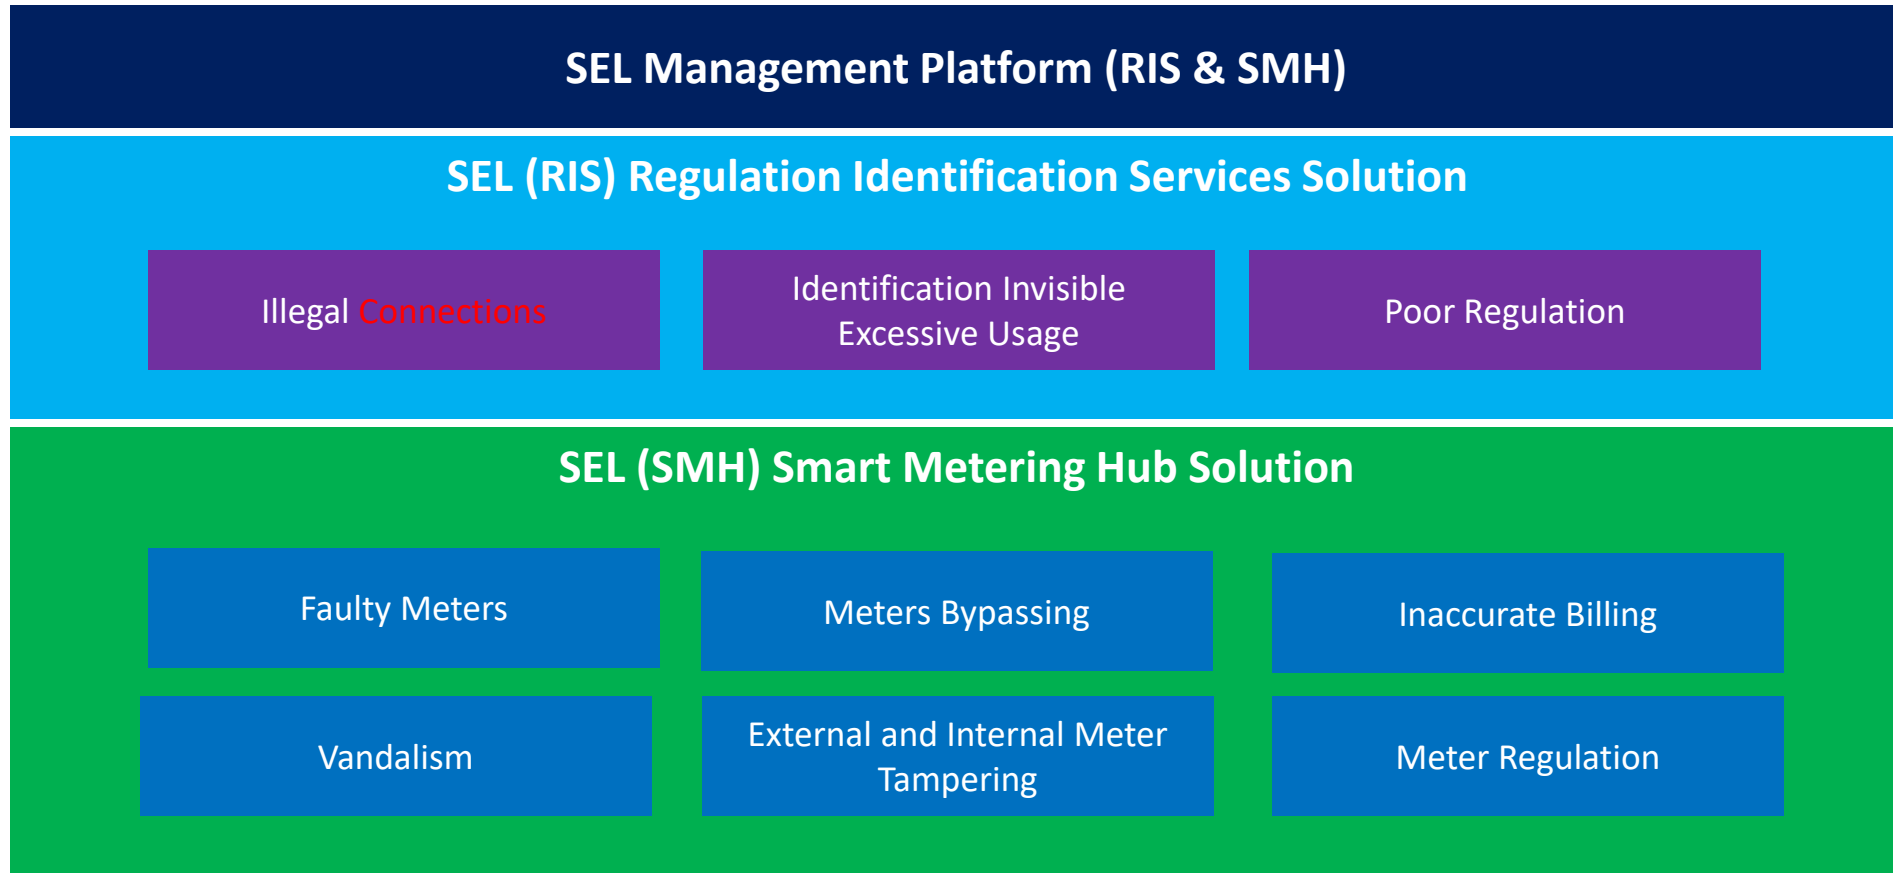 SEL Management Platform (RIS & SMH)
SEL (RIS) Regulation Identification Services Solution
Illegal Connections
Identification Invisible
Excessive Usage
Poor Regulation
SEL (SMH) Smart Metering Hub Solution
Faulty Meters
Meters Bypassing
Inaccurate Billing
Vandalism
External and Internal Meter
Tampering
Meter Regulation